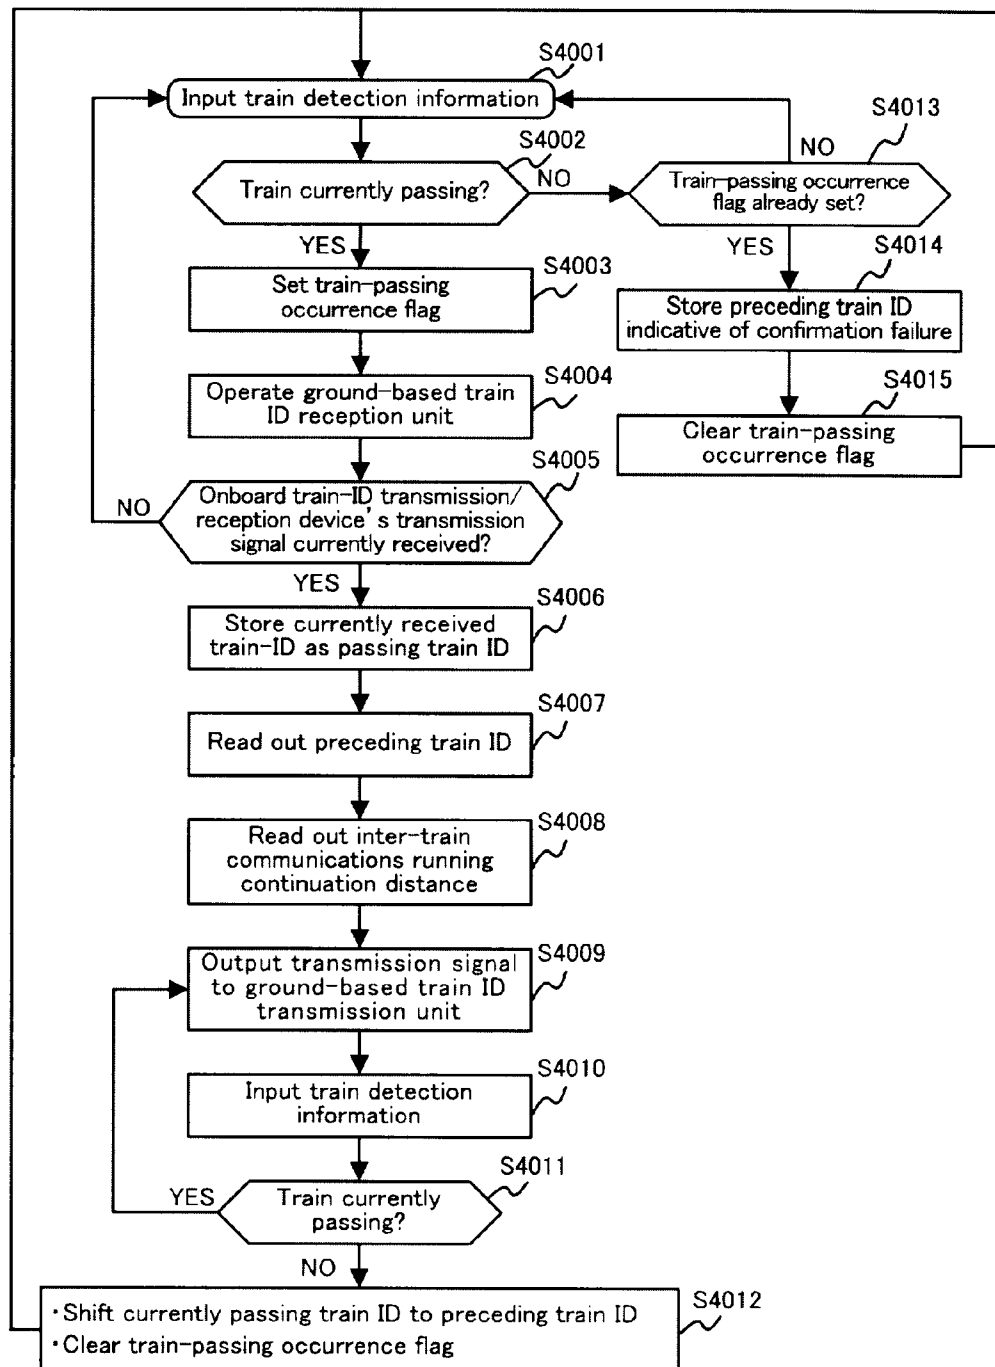 S4001
Input train detection information
S4002
Train currently passing?
NO
S4013
NO
Train-passing occurrence
flag already set?
YES
YES
S4003
Set train-passing
occurrence flag
S4014
Store preceding train ID
indicative of confirmation failure
S4004
Operate ground-based train
ID reception unit
S4015
Clear train-passing
occurrence flag
S4005
NO
Onboard train-ID transmission/
reception device's transmission
signal currently received?
YES
S4006
Store currently received
train-ID as passing train ID
S4007
Read out preceding train ID
S4008
Read out inter-train
communications running
continuation distance
S4009
Output transmission signal
to ground-based train ID
transmission unit
S4010
Input train detection
information
S4011
YES
Train currently
passing?
NO
S4012
・Shift currently passing train ID to preceding train ID
・Clear train-passing occurrence flag